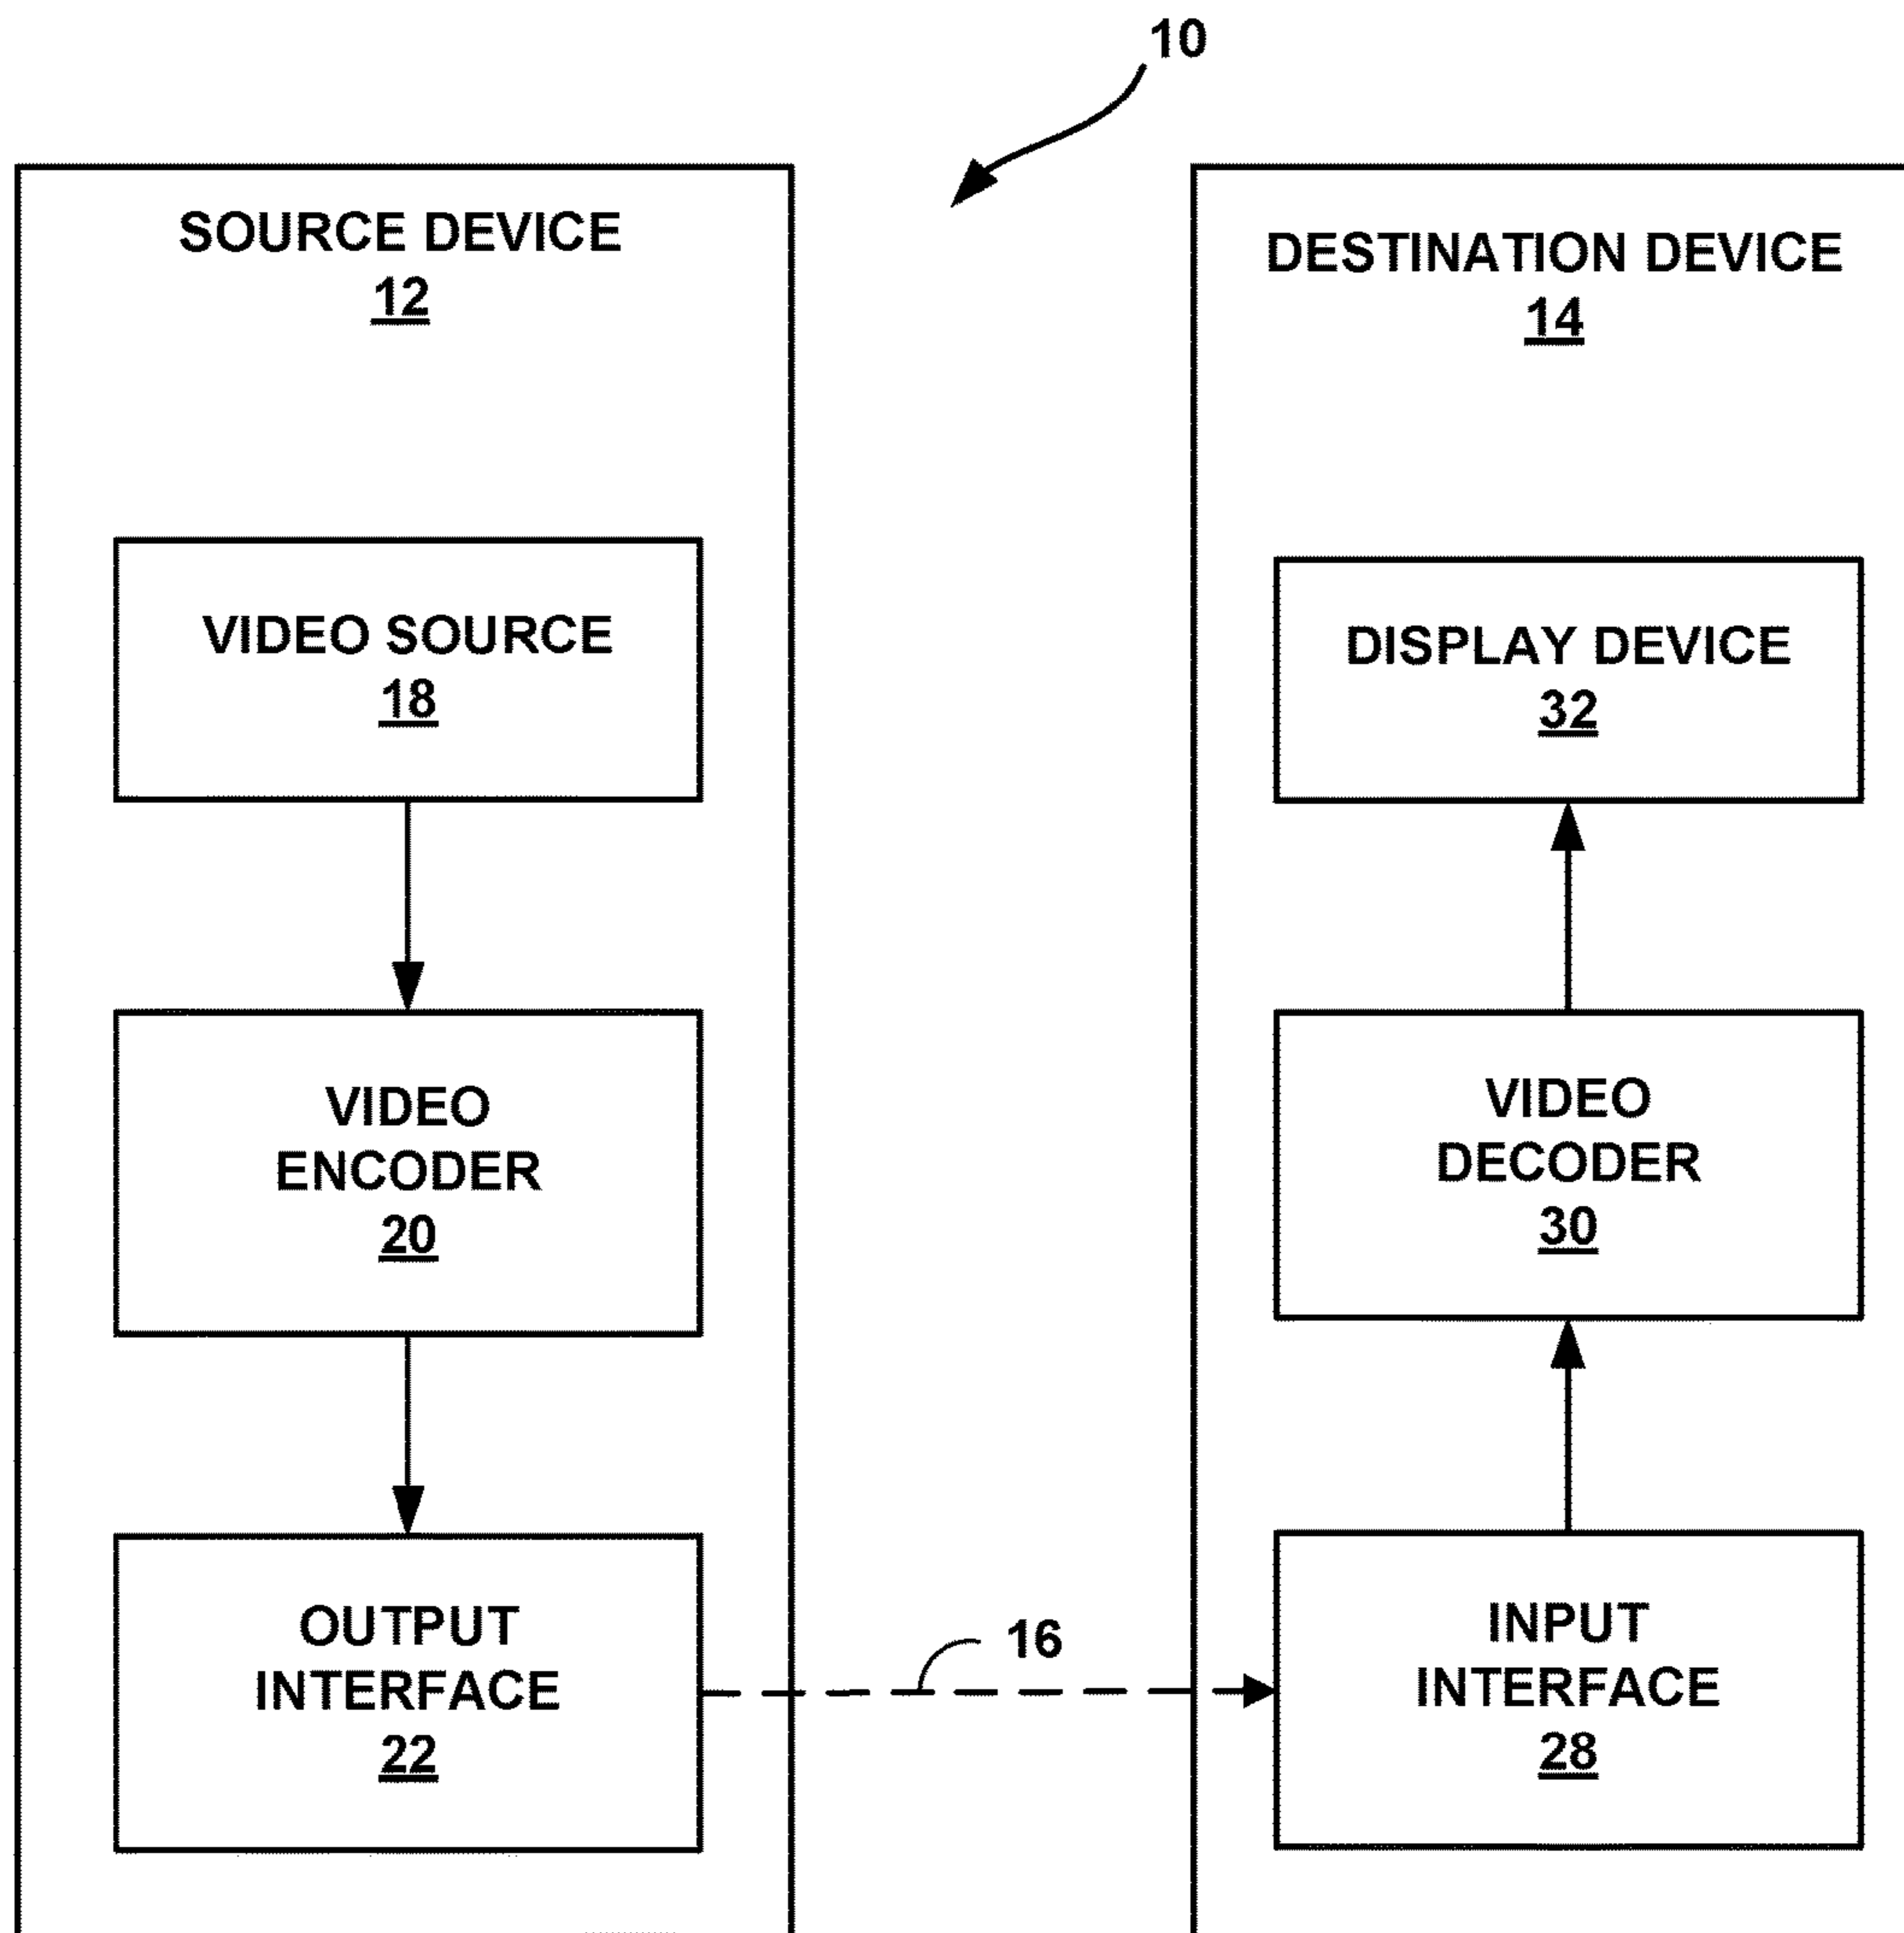 10
SOURCE DEVICE
12
VIDEO SOURCE
18
VIDEO
ENCODER
20
OUTPUT
INTERFACE
22
16
DESTINATION DEVICE
14
DISPLAY DEVICE
32
VIDEO
DECODER
30
INPUT
INTERFACE
28